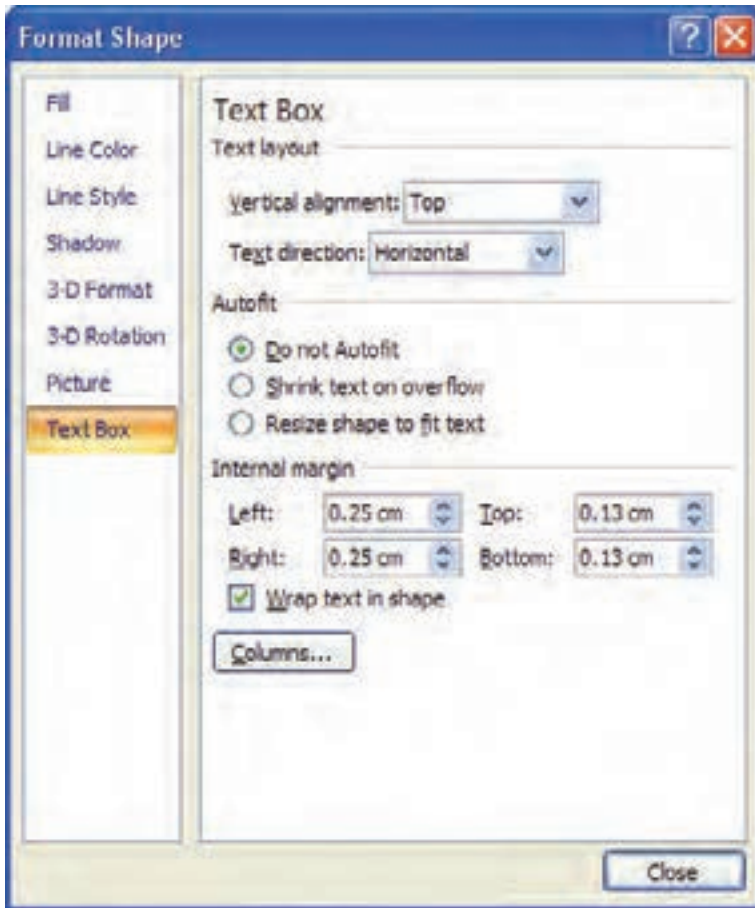 Format Shape
Fill
Line Color
Line Style
Shadow
3-D Format
3-D Rotation
Picture
Text Box
Text Box
Text layout
Vertical alignment: Top
Text direction: Horizontal
Autofit
Do not Autofit
Shrink text on overflow
Resize shape to fit text
Internal margin
Left: 0.25 cm Top: 0.13 cm
Right: 0.25 cm Bottom: 0.13 cm
Wrap text in shape
Columns...
Close